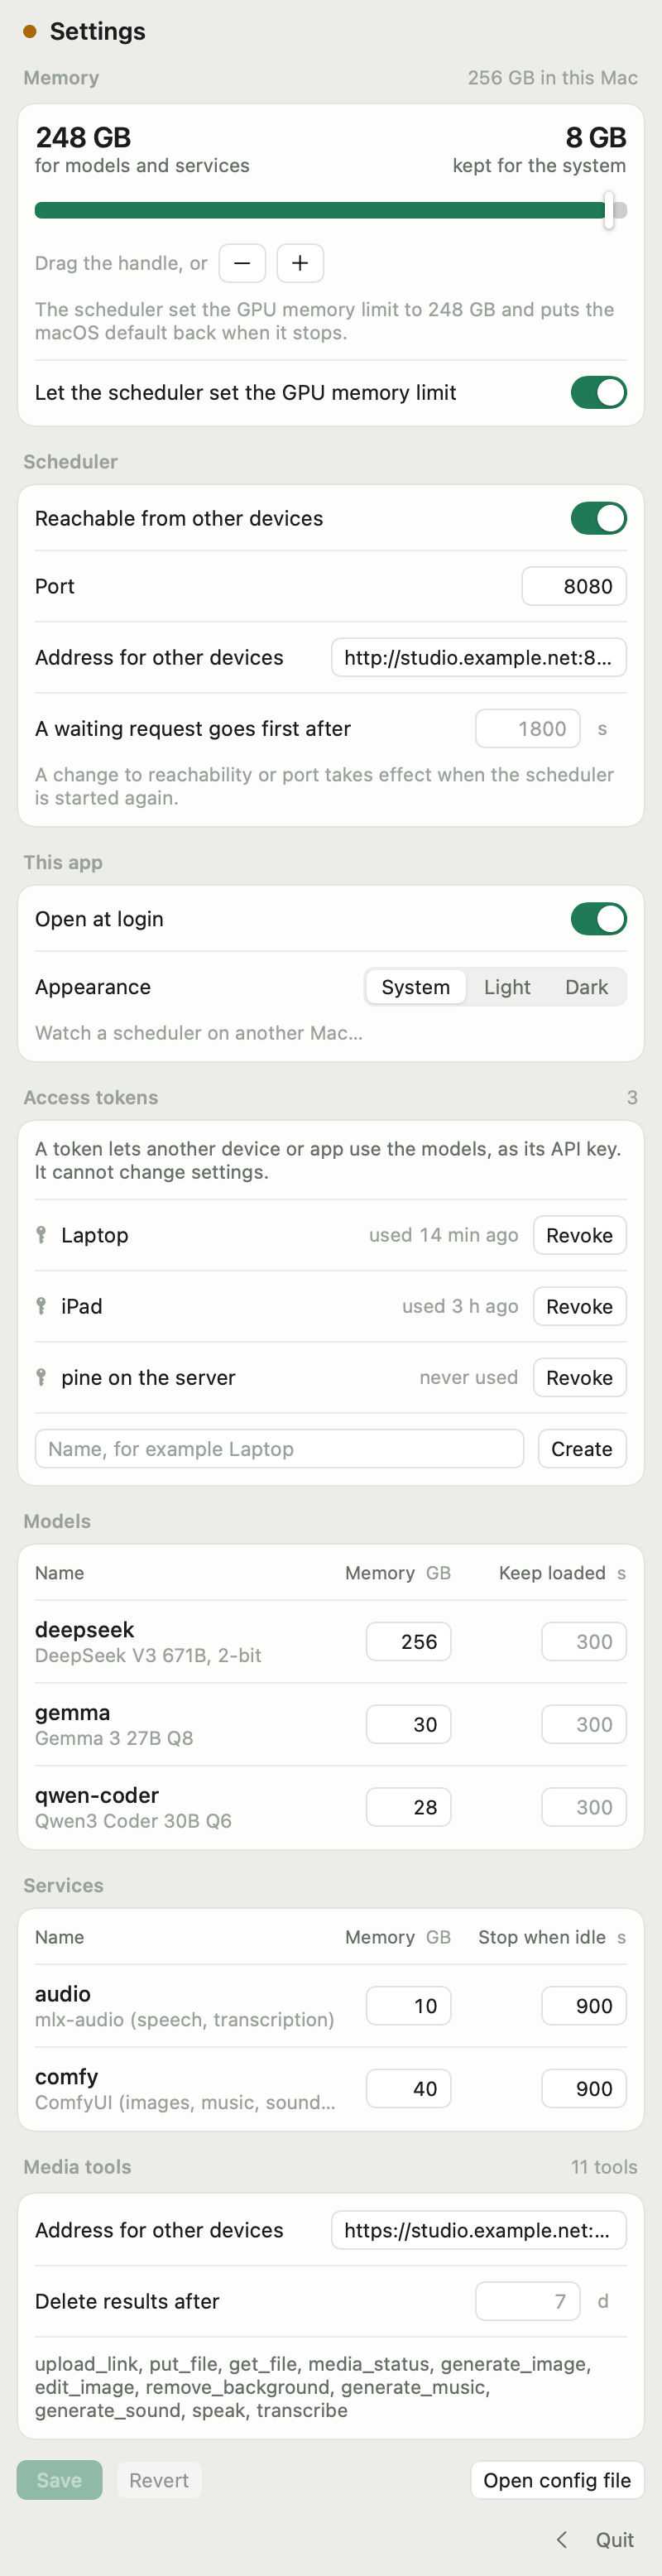 Settings
Memory 256 GB in this Mac
248 GB 8 GB
for models and services kept for the system
Drag the handle, or − +
The scheduler set the GPU memory limit to 248 GB and puts the
macOS default back when it stops.
Let the scheduler set the GPU memory limit
Scheduler
Reachable from other devices
Port 8080
Address for other devices http://studio.example.net:8...
A waiting request goes first after 1800 s
A change to reachability or port takes effect when the scheduler
is started again.
This app
Open at login
Appearance System Light Dark
Watch a scheduler on another Mac...
Access tokens 3
A token lets another device or app use the models, as its API key.
It cannot change settings.
Laptop used 14 min ago Revoke
iPad used 3 h ago Revoke
pine on the server never used Revoke
Name, for example Laptop Create
Models
Name Memory GB Keep loaded s
deepseek 256 300
DeepSeek V3 671B, 2-bit
gemma 30 300
Gemma 3 27B Q8
qwen-coder 28 300
Qwen3 Coder 30B Q6
Services
Name Memory GB Stop when idle s
audio 10 900
mlx-audio (speech, transcription)
comfy 40 900
ComfyUI (images, music, sound...
Media tools 11 tools
Address for other devices https://studio.example.net:...
Delete results after 7 d
upload_link, put_file, get_file, media_status, generate_image,
edit_image, remove_background, generate_music,
generate_sound, speak, transcribe
Save Revert Open config file
Quit